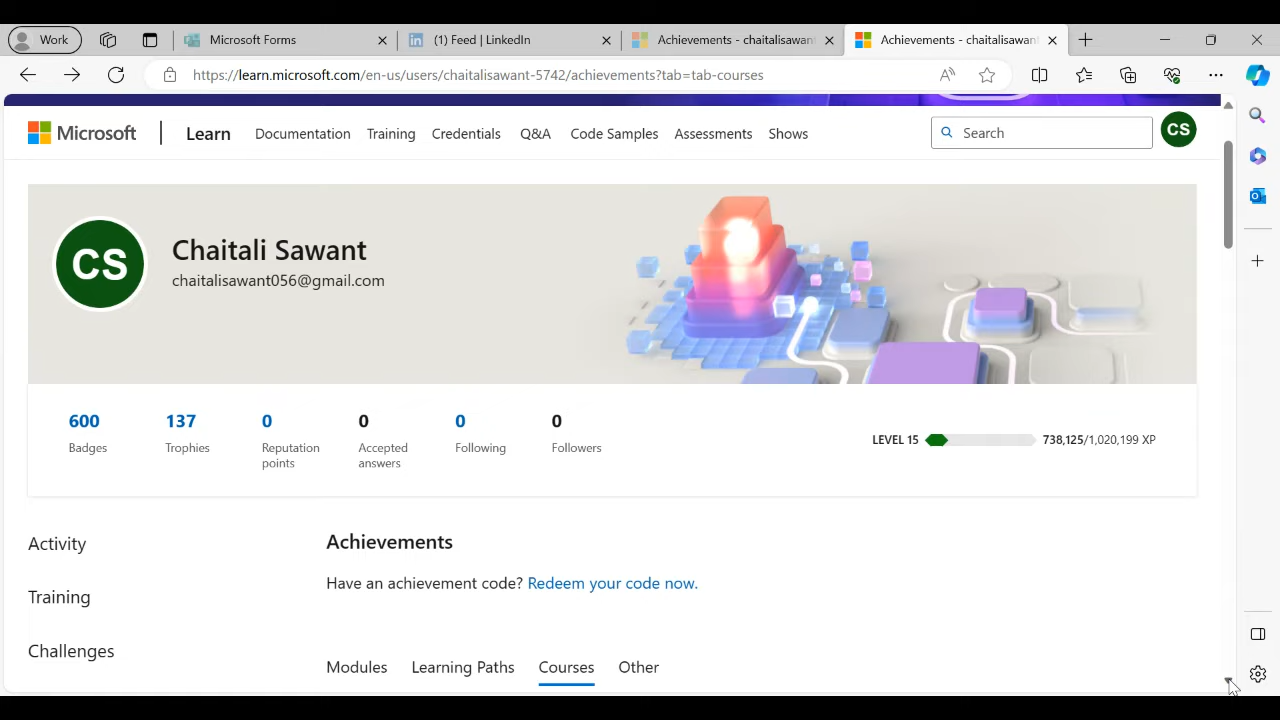 Work
Microsoft Forms
(1) Feed | LinkedIn
Achievements - chaitalisawant
Achievements - chaitalisawant
https://learn.microsoft.com/en-us/users/chaitalisawant-5742/achievements?tab=tab-courses
Microsoft
Learn
Documentation
Training
Credentials
Q&A
Code Samples
Assessments
Shows
Search
CS
CS
Chaitali Sawant
chaitalisawant056@gmail.com
600
137
0
0
0
0
Badges
Trophies
Reputation
points
Accepted
answers
Following
Followers
LEVEL 15
738,125/1,020,199 XP
Activity
Training
Challenges
Achievements
Have an achievement code? Redeem your code now.
Modules
Learning Paths
Courses
Other